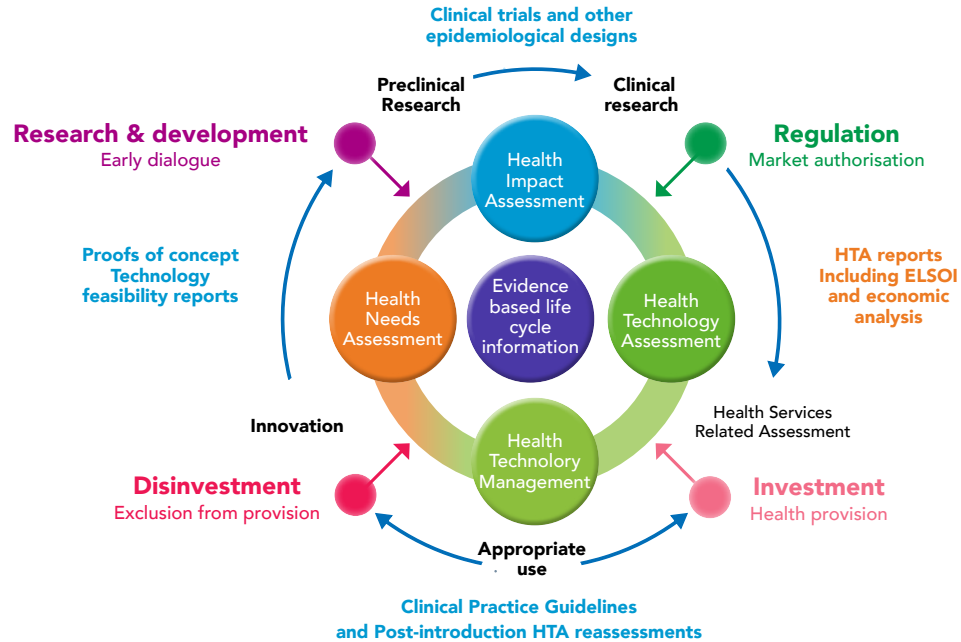 Clinical trials and other
epidemiological designs
Preclinical
Research
Clinical
research
Research & development
Early dialogue
Regulation
Market authorisation
Health
Impact
Assessment
Proofs of concept
Technology
feasibility reports
Health
Needs
Assessment
Evidence
based life
cycle
information
Health
Technology
Assessment
HTA reports
Including ELSOI
and economic
analysis
Innovation
Health
Technolory
Management
Health Services
Related Assessment
Disinvestment
Exclusion from provision
Investment
Health provision
Appropriate
use
Clinical Practice Guidelines
and Post-introduction HTA reassessments